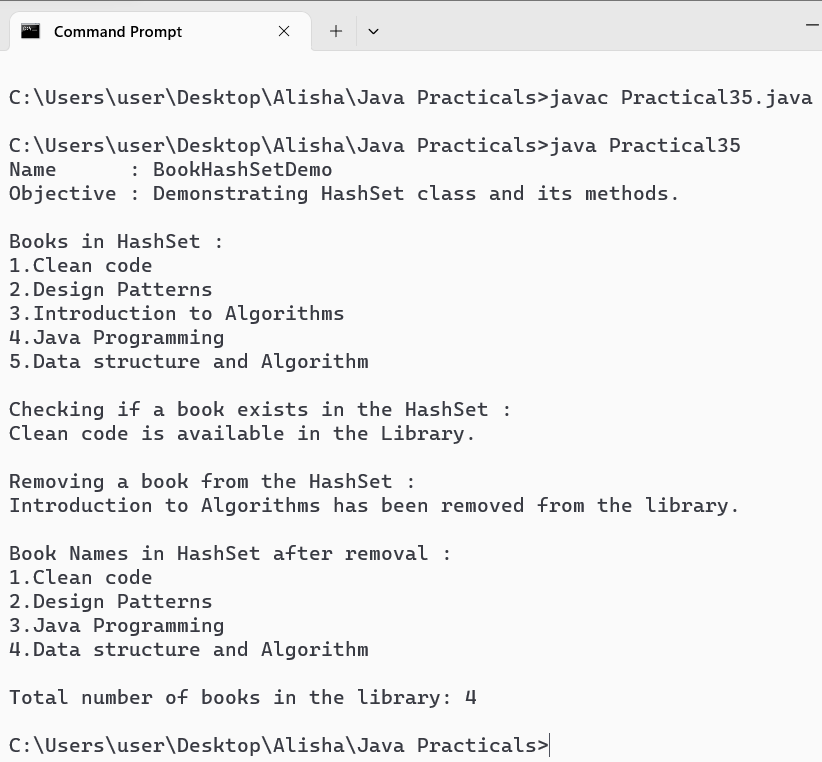 Command Prompt
C:\Users\user\Desktop\Alisha\Java Practicals>javac Practical35.java
C:\Users\user\Desktop\Alisha\Java Practicals>java Practical35
Name      : BookHashSetDemo
Objective : Demonstrating HashSet class and its methods.
Books in HashSet :
1.Clean code
2.Design Patterns
3.Introduction to Algorithms
4.Java Programming
5.Data structure and Algorithm
Checking if a book exists in the HashSet :
Clean code is available in the Library.
Removing a book from the HashSet :
Introduction to Algorithms has been removed from the library.
Book Names in HashSet after removal :
1.Clean code
2.Design Patterns
3.Java Programming
4.Data structure and Algorithm
Total number of books in the library: 4
C:\Users\user\Desktop\Alisha\Java Practicals>